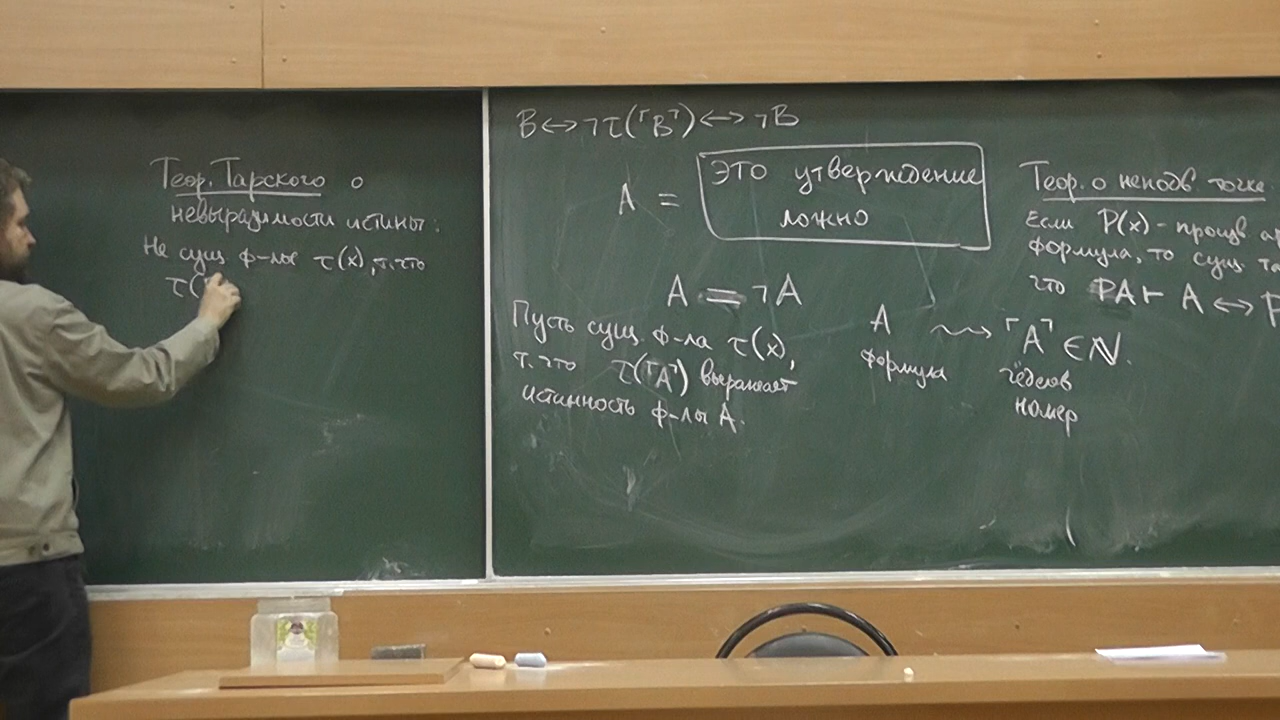 Теор. Тарского о
невыразимости истины:
Не сущ. ф-лы τ(x), т.что
τ(
B ↔ ¬τ(⌜B⌝) ↔ ¬B
A =
ЭТО утверждение
ложно
A = ¬A
Пусть сущ. ф-ла τ(x),
т.что τ(⌜A⌝) выражает
истинность ф-лы A.
A ⇝ ⌜A⌝ ∈ ℕ.
формула
гёделев
номер
Теор. о неподв точке
Если P(x) - произв а
формула, то сущ та
что PA ⊢ A ↔ P